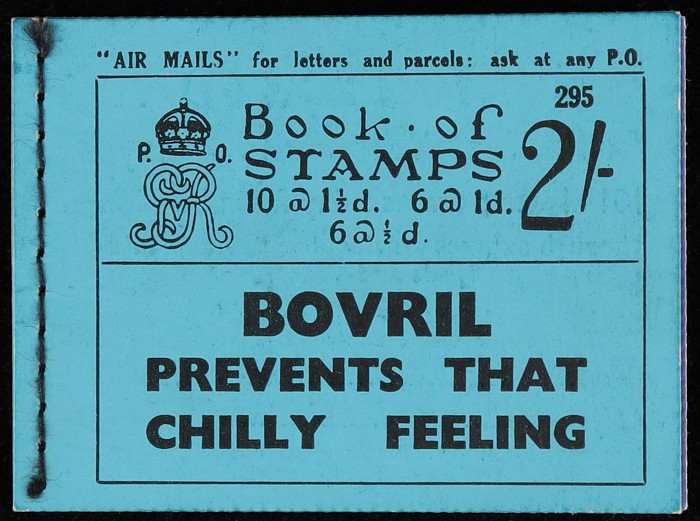 "AIR MAILS" for letters and parcels: ask at any P.O.
295
P. O.
GVR
Book · of
STAMPS 2/-
10 @ 1½d. 6 @ 1d.
6 @ ½d.
BOVRIL
PREVENTS THAT
CHILLY FEELING